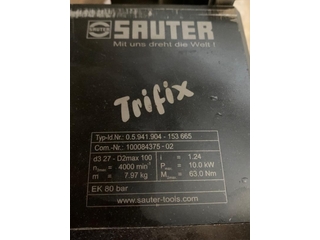 SAUTER
SAUTER
Mit uns dreht die Welt !
Trifix
Typ-Id.Nr.: 0.5.941.904 - 153 665
Com.-Nr.: 100084375 - 02
d3 27 - D2max 100 i = 1.24
nmax = 4000 min-1 Pmax = 10.0 kW
m = 7.97 kg Mmax = 63.0 Nm
EK 80 bar
www.sauter-tools.com